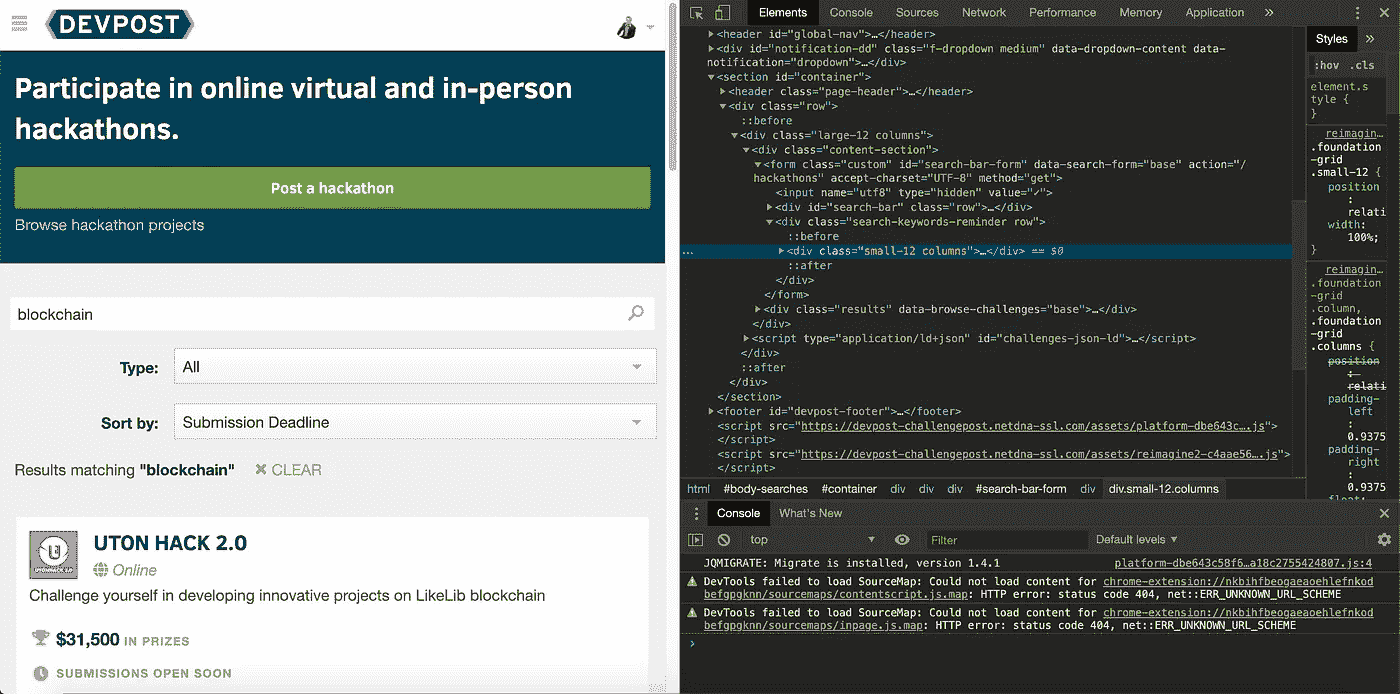 DEVPOST
Participate in online virtual and in-person
hackathons.
Post a hackathon
Browse hackathon projects
blockchain
Type:
All
Sort by:
Submission Deadline
Results matching "blockchain" ✖ CLEAR
UTON HACK 2.0
Online
Challenge yourself in developing innovative projects on LikeLib blockchain
$31,500 IN PRIZES
SUBMISSIONS OPEN SOON
Elements Console Sources Network Performance Memory Application »
<header id="global-nav">…</header>
<div id="notification-dd" class="f-dropdown medium" data-dropdown-content data-
notification="dropdown">…</div>
<section id="container">
<header class="page-header">…</header>
<div class="row">
::before
<div class="large-12 columns">
<div class="content-section">
<form class="custom" id="search-bar-form" data-search-form="base" action="/
hackathons" accept-charset="UTF-8" method="get">
<input name="utf8" type="hidden" value="✓">
<div id="search-bar" class="row">…</div>
<div class="search-keywords-reminder row">
::before
<div class="small-12 columns">…</div> == $0
::after
</div>
</form>
<div class="results" data-browse-challenges="base">…</div>
</div>
<script type="application/ld+json" id="challenges-json-ld">…</script>
</div>
::after
</div>
</section>
<footer id="devpost-footer">…</footer>
<script src="https://devpost-challengepost.netdna-ssl.com/assets/platform-dbe643c….js">
</script>
<script src="https://devpost-challengepost.netdna-ssl.com/assets/reimagine2-c4aae56….js">
</script>
html #body-searches #container div div div #search-bar-form div div.small-12.columns
Styles »
:hov .cls
element.s
tyle {
}
reimagin…
.foundation
-grid
.small-12 {
position
:
relati
width:
100%;
}
reimagin…
.foundation
-grid
.column,
.foundation
-grid
.columns {
position
:
relati
padding-
left
:
0.9375
padding-
right
:
0.9375
float:
Console What's New
top
Filter
Default levels ▼
JQMIGRATE: Migrate is installed, version 1.4.1 platform-dbe643c58f6…a18c2755424807.js:4
DevTools failed to load SourceMap: Could not load content for chrome-extension://nkbihfbeogaeaoehlefnkod
befgpgknn/sourcemaps/contentscript.js.map: HTTP error: status code 404, net::ERR_UNKNOWN_URL_SCHEME
DevTools failed to load SourceMap: Could not load content for chrome-extension://nkbihfbeogaeaoehlefnkod
befgpgknn/sourcemaps/inpage.js.map: HTTP error: status code 404, net::ERR_UNKNOWN_URL_SCHEME